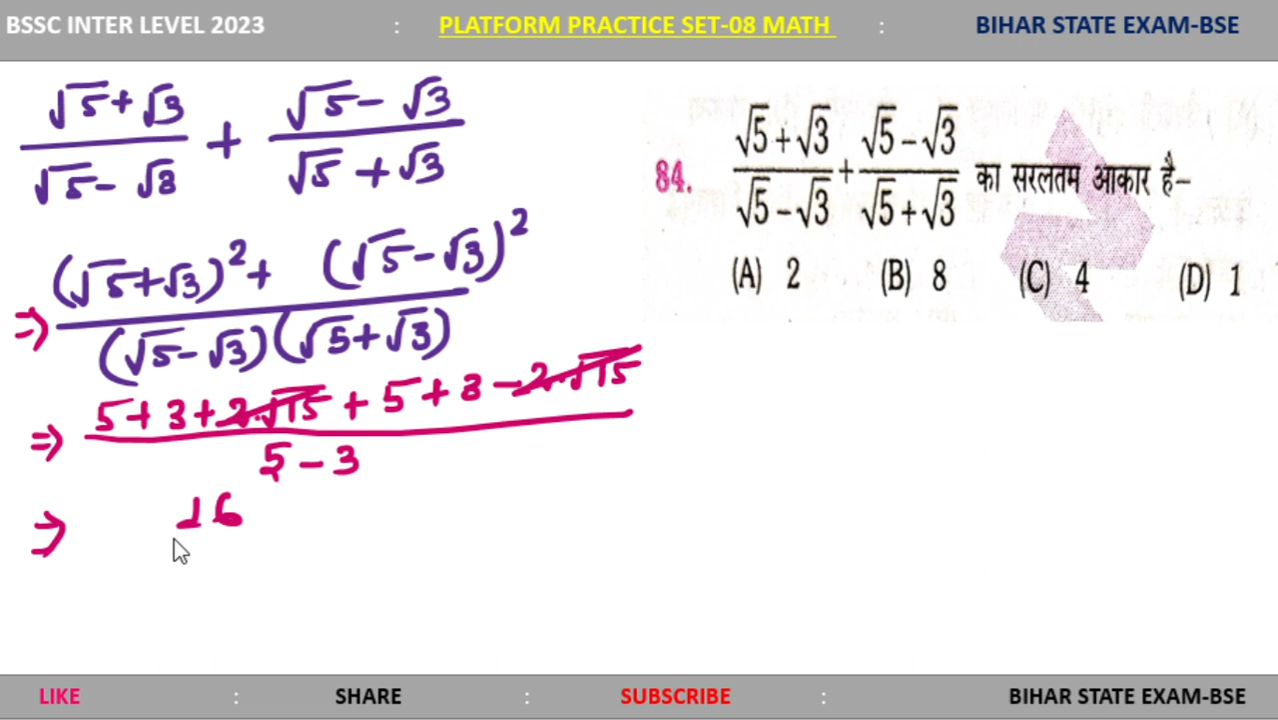 BSSC INTER LEVEL 2023 : PLATFORM PRACTICE SET-08 MATH : BIHAR STATE EXAM-BSE
(√5+√3)/(√5-√3) + (√5-√3)/(√5+√3)
⇒ ((√5+√3)²+ (√5-√3)²)/((√5-√3)(√5+√3))
⇒ (5+3+2.√15+5+3-2.√15)/(5-3)
⇒ 16
84. (√5+√3)/(√5-√3)+(√5-√3)/(√5+√3) का सरलतम आकार है–
(A) 2 (B) 8 (C) 4 (D) 1
LIKE : SHARE : SUBSCRIBE : BIHAR STATE EXAM-BSE